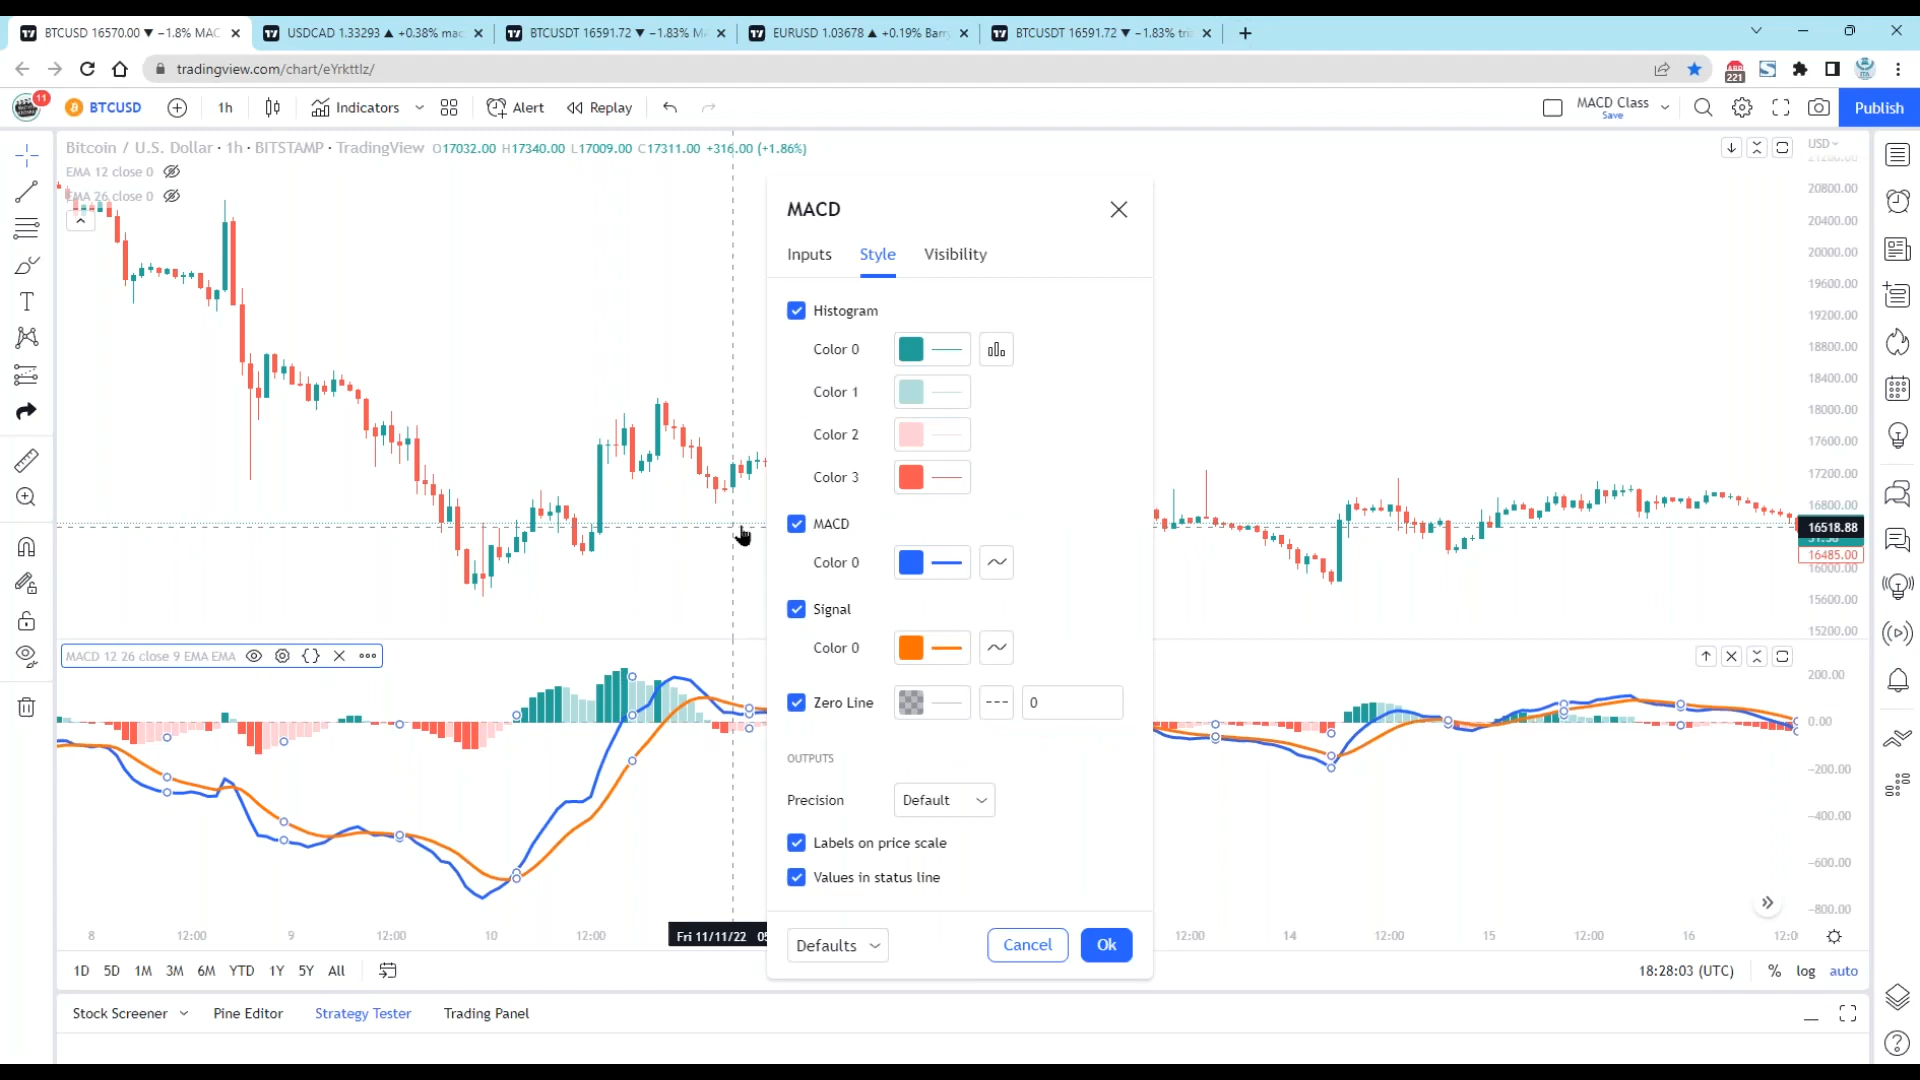 BTCUSD 16570.00 ▼ −1.8% MAC
USDCAD 1.33293 ▲ +0.38% mac
BTCUSDT 16591.72 ▼ −1.83% M
EURUSD 1.03678 ▲ +0.19% Barr
BTCUSDT 16591.72 ▼ −1.83% tri
tradingview.com/chart/eYrkttlz/
221
11
BTCUSD
1h
Indicators
Alert
Replay
MACD Class
Save
Publish
Bitcoin / U.S. Dollar · 1h · BITSTAMP · TradingView O17032.00 H17340.00 L17009.00 C17311.00 +316.00 (+1.86%)
USD
EMA 12 close 0
EMA 26 close 0
20800.00
20400.00
20000.00
19600.00
19200.00
18800.00
18400.00
18000.00
17600.00
17200.00
16800.00
16518.88
16485.00
16000.00
15600.00
15200.00
MACD
Inputs Style Visibility
Histogram
Color 0
Color 1
Color 2
Color 3
MACD
Color 0
Signal
Color 0
Zero Line 0
OUTPUTS
Precision Default
Labels on price scale
Values in status line
Defaults Cancel Ok
MACD 12 26 close 9 EMA EMA
200.00
0.00
−200.00
−400.00
−600.00
−800.00
8 12:00 9 12:00 10 12:00 Fri 11/11/22 12:00 14 12:00 15 12:00 16
1D 5D 1M 3M 6M YTD 1Y 5Y All
18:28:03 (UTC) % log auto
Stock Screener Pine Editor Strategy Tester Trading Panel